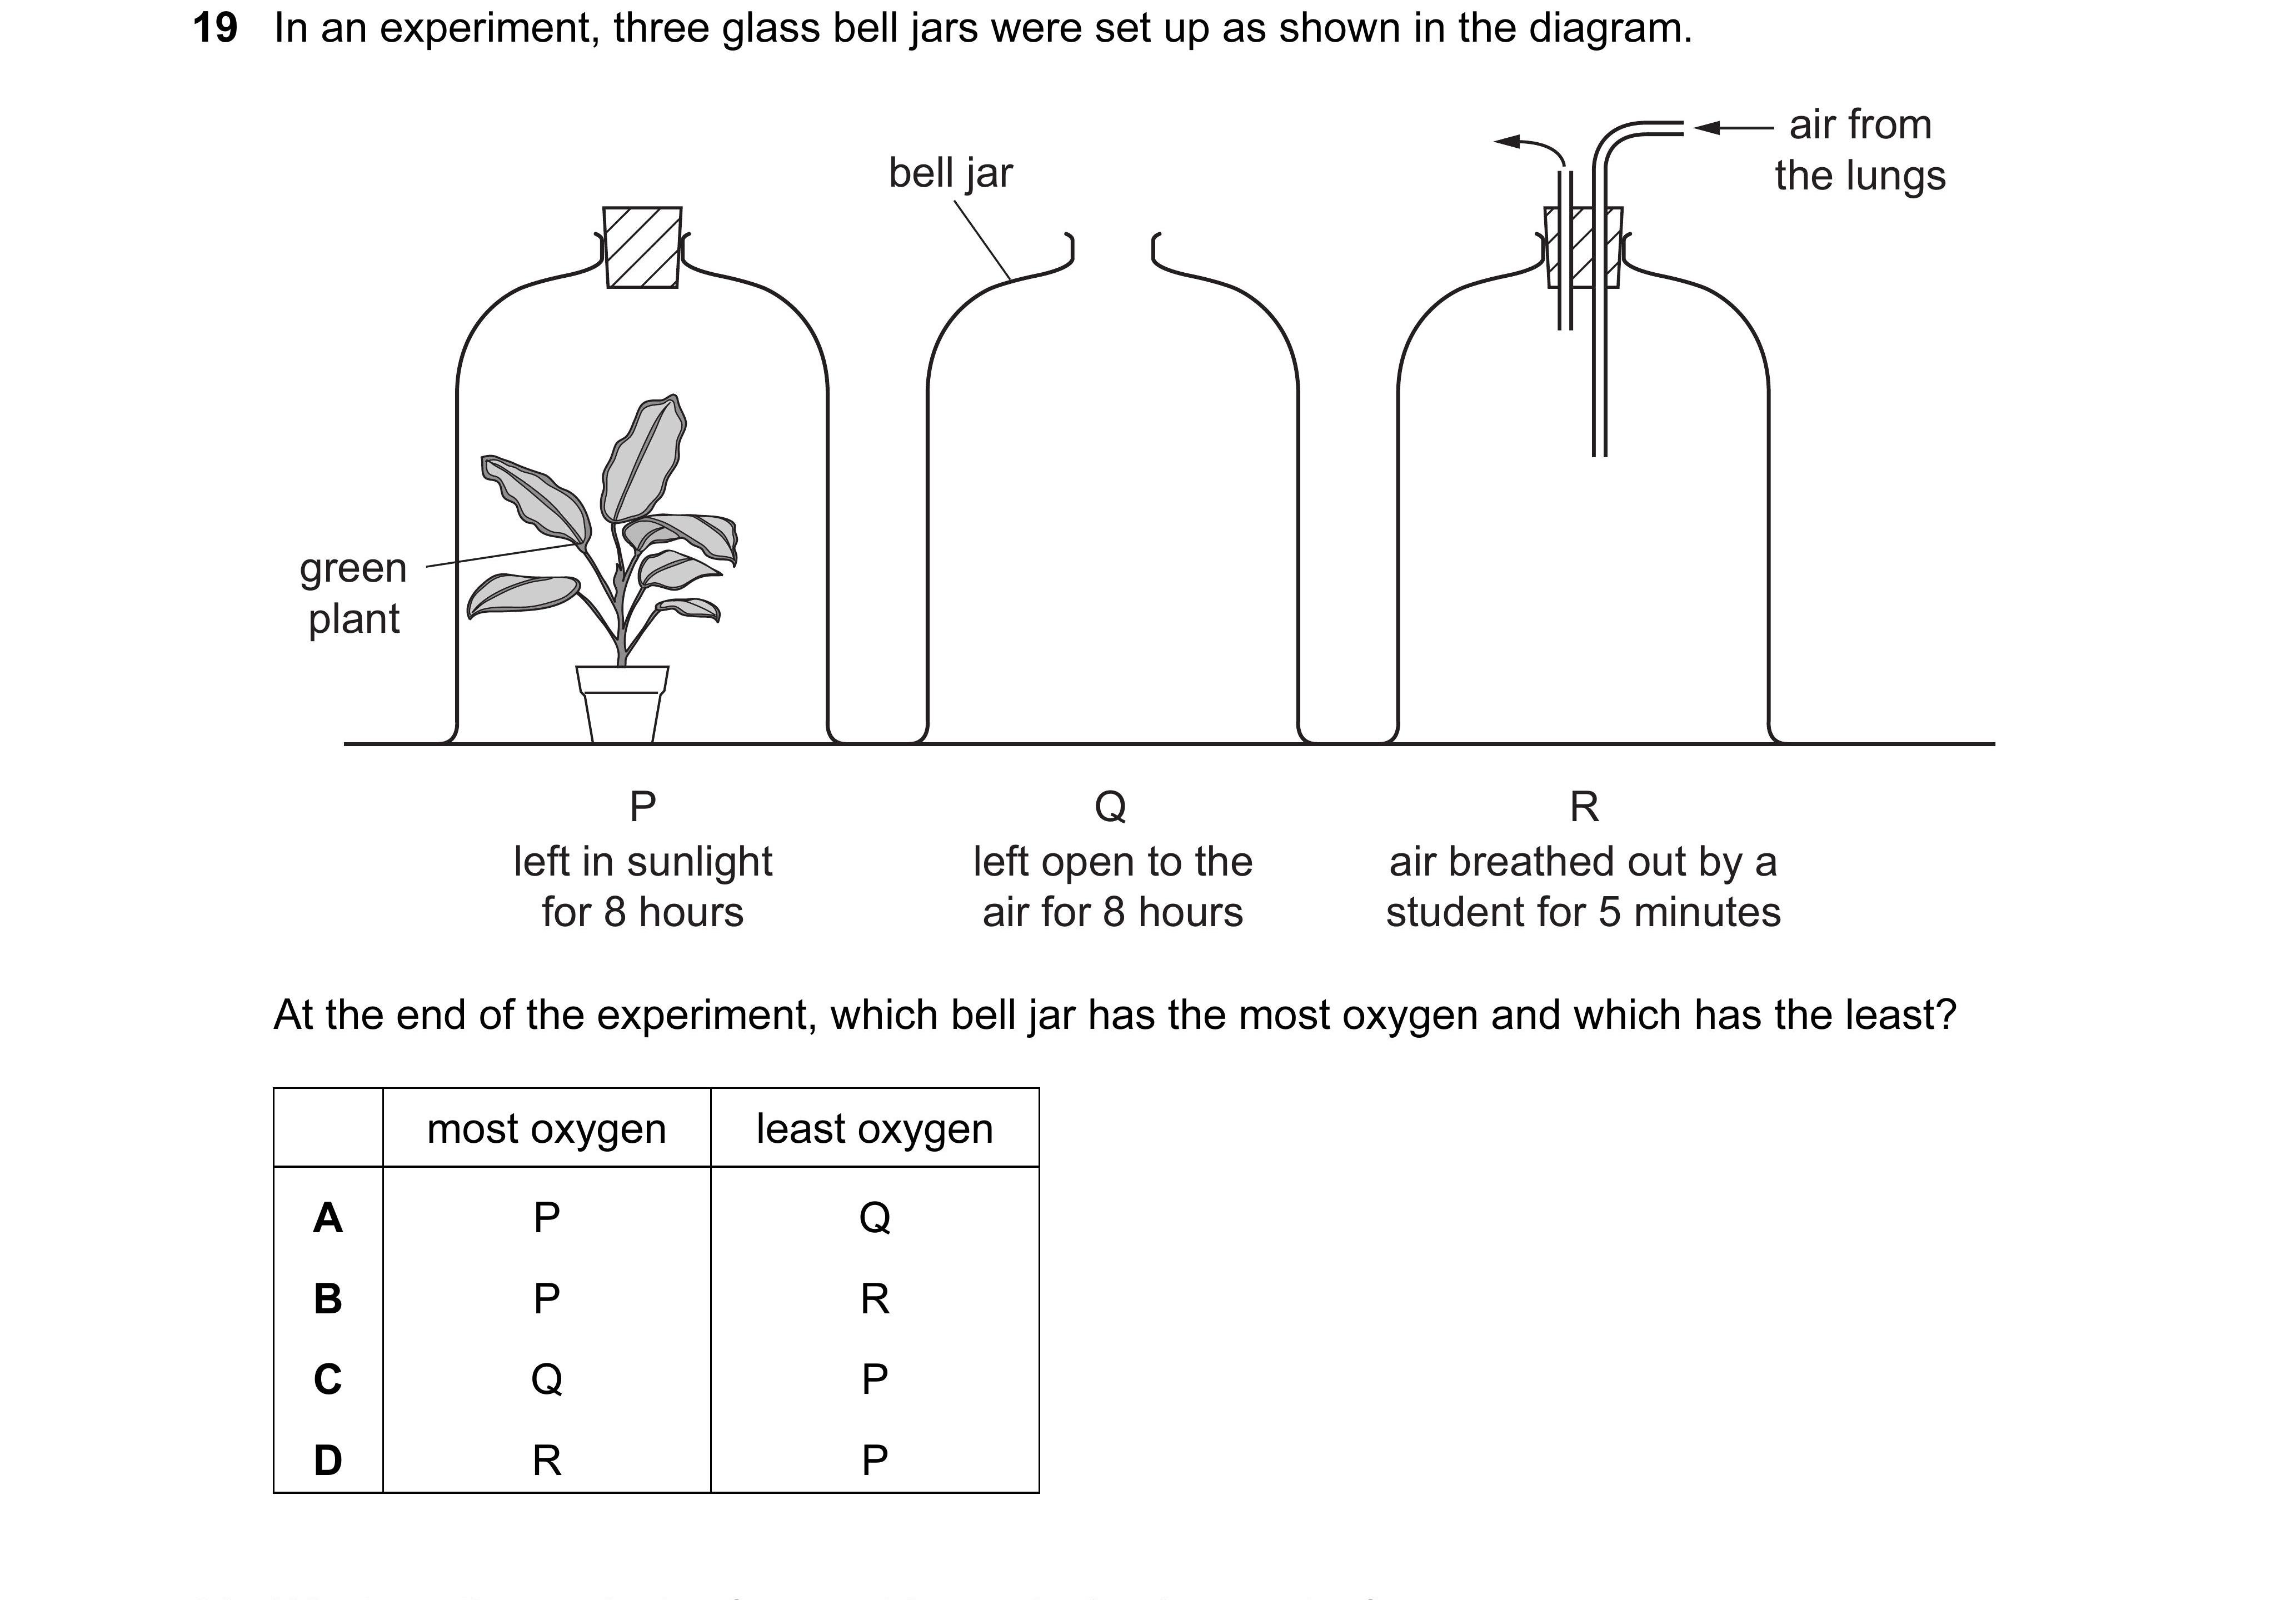 19 In an experiment, three glass bell jars were set up as shown in the diagram.
bell jar
air from
the lungs
green
plant
P
left in sunlight
for 8 hours
Q
left open to the
air for 8 hours
R
air breathed out by a
student for 5 minutes
At the end of the experiment, which bell jar has the most oxygen and which has the least?
most oxygen least oxygen
A P Q
B P R
C Q P
D R P